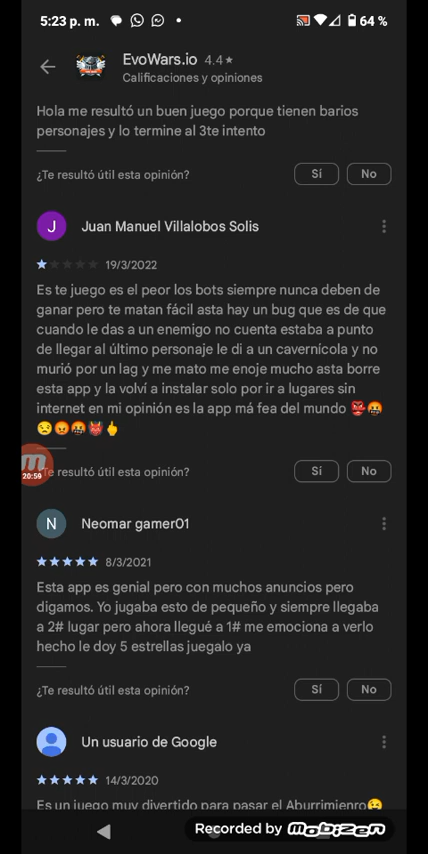 5:23 p. m.
64 %
EvoWars.io 4.4★
Calificaciones y opiniones
Hola me resultó un buen juego porque tienen barios
personajes y lo termine al 3te intento
¿Te resultó útil esta opinión? Sí No
J Juan Manuel Villalobos Solis
19/3/2022
Es te juego es el peor los bots siempre nunca deben de
ganar pero te matan fácil asta hay un bug que es de que
cuando le das a un enemigo no cuenta estaba a punto
de llegar al último personaje le di a un cavernícola y no
murió por un lag y me mato me enoje mucho asta borre
esta app y la volví a instalar solo por ir a lugares sin
internet en mi opinión es la app má fea del mundo 👺🤬
😒😡🤬👹🖕
20:59
Te resultó útil esta opinión? Sí No
N Neomar gamer01
8/3/2021
Esta app es genial pero con muchos anuncios pero
digamos. Yo jugaba esto de pequeño y siempre llegaba
a 2# lugar pero ahora llegué a 1# me emociona a verlo
hecho le doy 5 estrellas juegalo ya
¿Te resultó útil esta opinión? Sí No
Un usuario de Google
14/3/2020
Es un juego muy divertido para pasar el Aburrimienro
Recorded by Mobizen